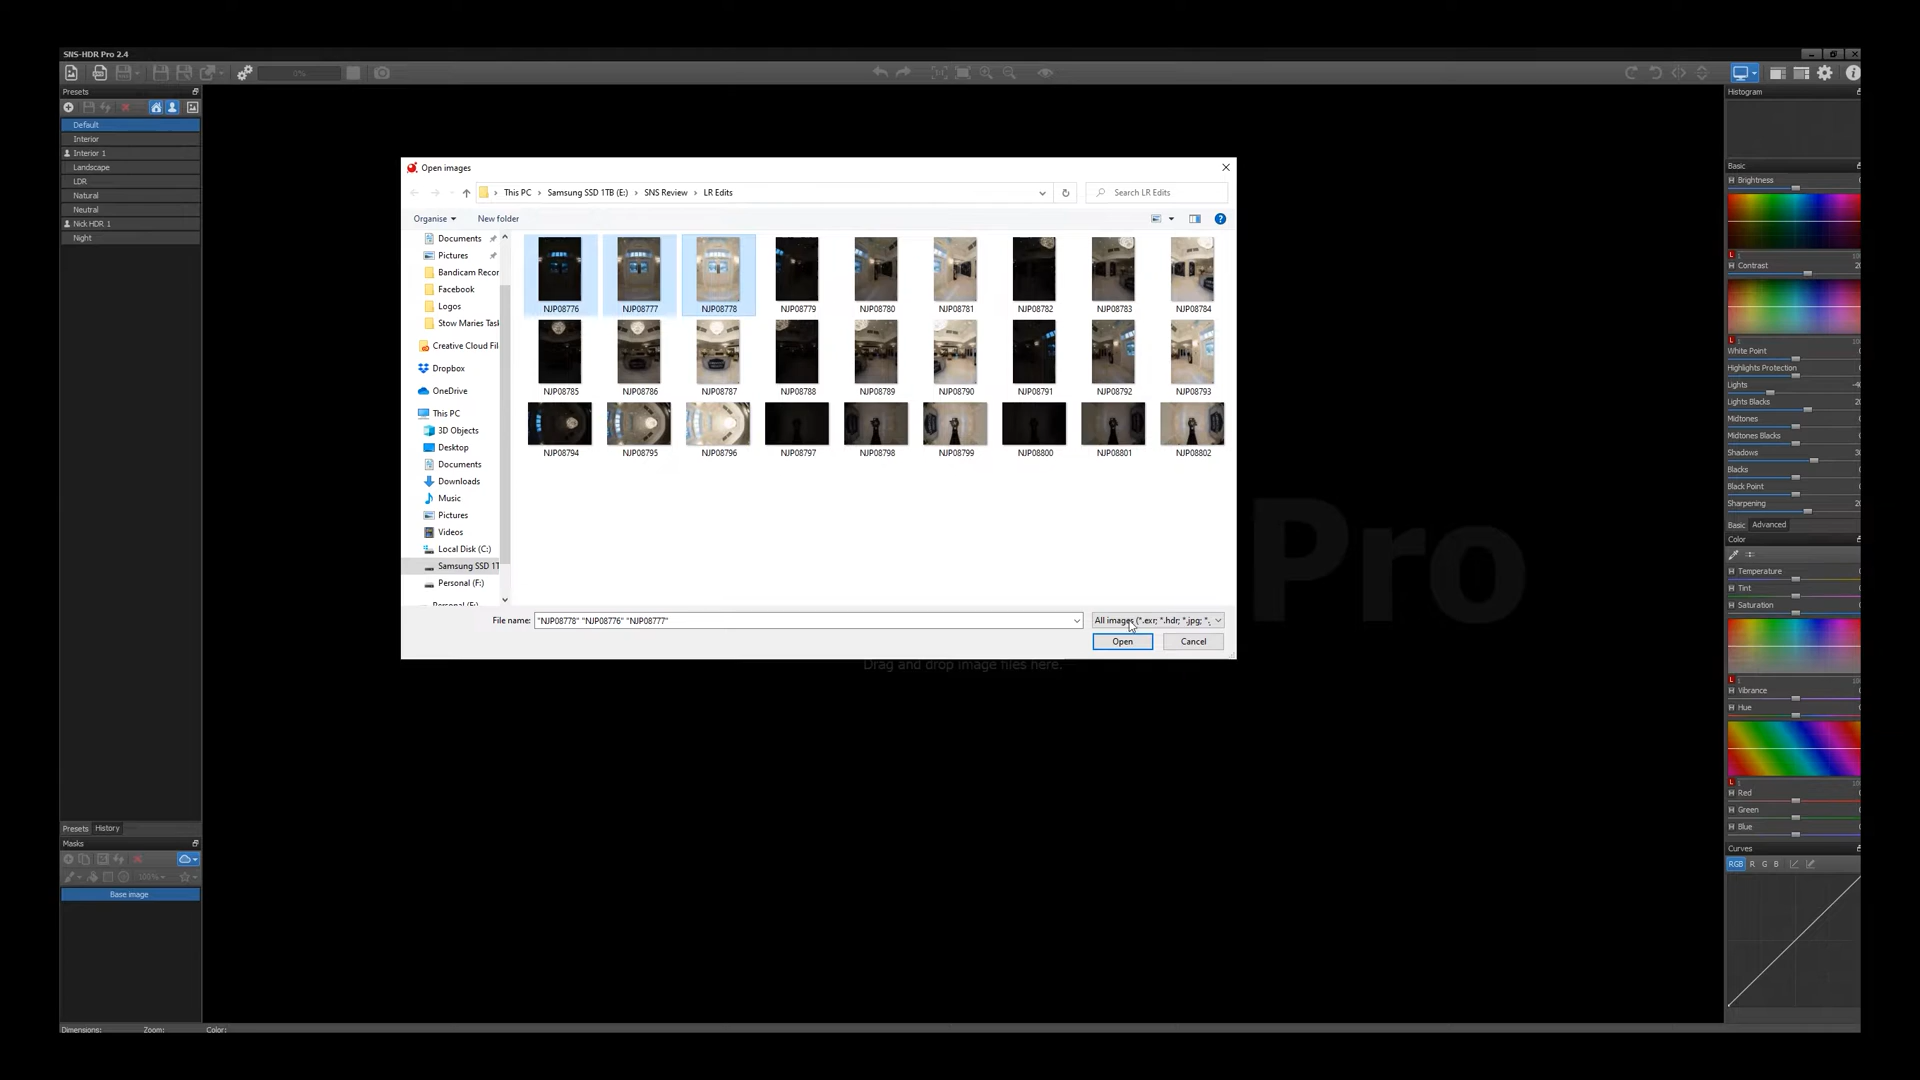 SNS-HDR Pro 2.4
0%
Presets
Default
Interior
Interior 1
Landscape
LDR
Natural
Neutral
Nick HDR 1
Night
Presets History
Masks
100%
Base image
Dimensions: Zoom: Color:
Open images
This PC > Samsung SSD 1TB (E:) > SNS Review > LR Edits
Search LR Edits
Organise New folder
Documents
Pictures
Bandicam Recor
Facebook
Logos
Stow Maries Task
Creative Cloud Fil
Dropbox
OneDrive
This PC
3D Objects
Desktop
Documents
Downloads
Music
Pictures
Videos
Local Disk (C:)
Samsung SSD 1T
Personal (F:)
Personal (F:)
NJP08776 NJP08777 NJP08778 NJP08779 NJP08780 NJP08781 NJP08782 NJP08783 NJP08784
NJP08785 NJP08786 NJP08787 NJP08788 NJP08789 NJP08790 NJP08791 NJP08792 NJP08793
NJP08794 NJP08795 NJP08796 NJP08797 NJP08798 NJP08799 NJP08800 NJP08801 NJP08802
File name: "NJP08778" "NJP08776" "NJP08777"
All images (*.exr; *.hdr; *.jpg; *.
Open Cancel
Pro
Drag and drop image files here.
Histogram
Basic
Brightness
Contrast
White Point
Highlights Protection
Lights
Lights Blacks
Midtones
Midtones Blacks
Shadows
Blacks
Black Point
Sharpening
Basic Advanced
Color
Temperature
Tint
Saturation
Vibrance
Hue
Red
Green
Blue
Curves
RGB R G B